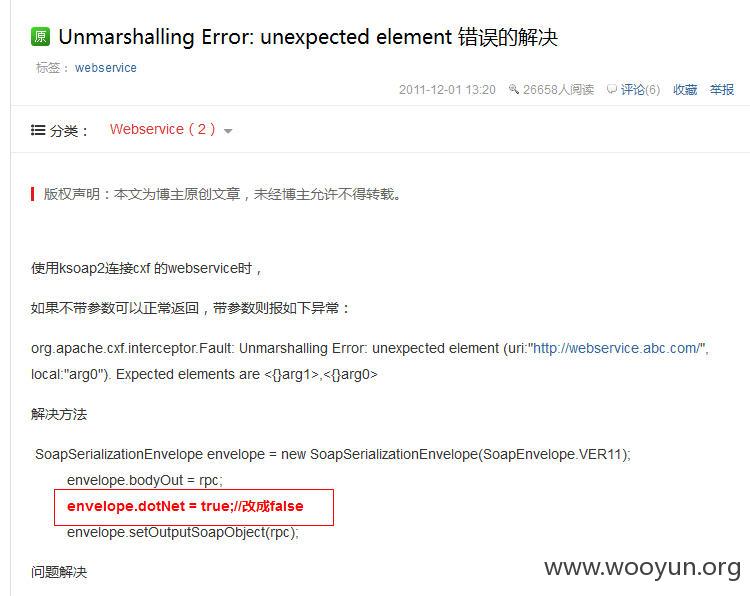 原 Unmarshalling Error: unexpected element 错误的解决
标签： webservice
2011-12-01 13:20 26658人阅读 评论(6) 收藏 举报
分类： Webservice（2）
版权声明：本文为博主原创文章，未经博主允许不得转载。
使用ksoap2连接cxf 的webservice时，
如果不带参数可以正常返回，带参数则报如下异常：
org.apache.cxf.interceptor.Fault: Unmarshalling Error: unexpected element (uri:"http://webservice.abc.com/",
local:"arg0"). Expected elements are <{}arg1>,<{}arg0>
解决方法
SoapSerializationEnvelope envelope = new SoapSerializationEnvelope(SoapEnvelope.VER11);
envelope.bodyOut = rpc;
envelope.dotNet = true;//改成false
envelope.setOutputSoapObject(rpc);
问题解决
www.wooyun.org